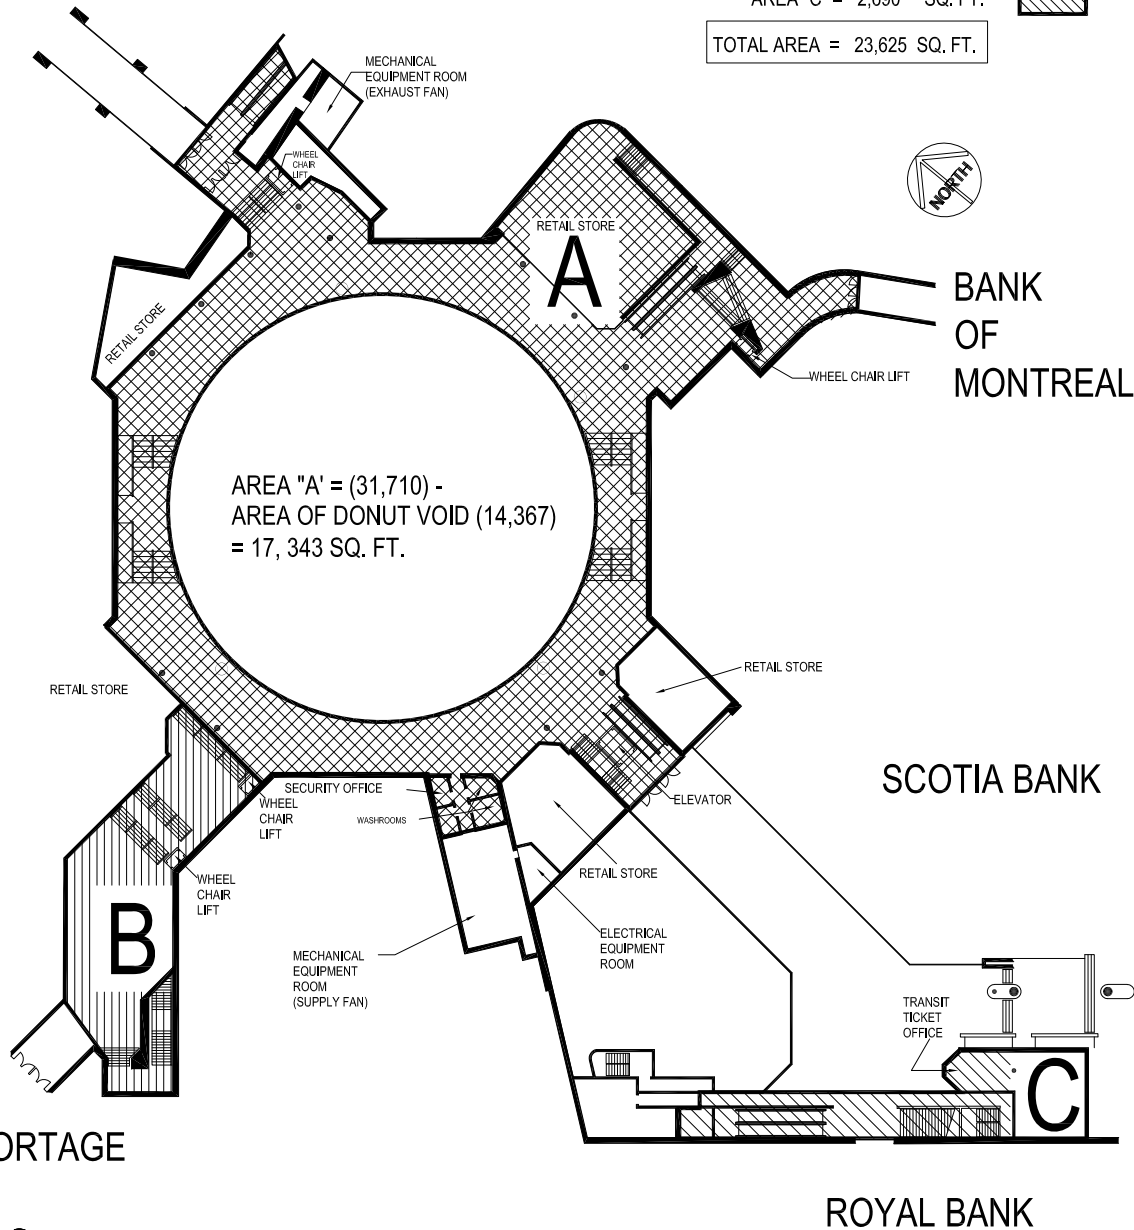 AREA "C" = 2,690 SQ. FT.
TOTAL AREA = 23,625 SQ. FT.
MECHANICAL
EQUIPMENT ROOM
(EXHAUST FAN)
WHEEL
CHAIR
LIFT
NORTH
RETAIL STORE
A
BANK
OF
MONTREAL
RETAIL STORE
WHEEL CHAIR LIFT
AREA "A' = (31,710) -
AREA OF DONUT VOID (14,367)
= 17, 343 SQ. FT.
RETAIL STORE
RETAIL STORE
SCOTIA BANK
SECURITY OFFICE
WASHROOMS
WHEEL
CHAIR
LIFT
ELEVATOR
WHEEL
CHAIR
LIFT
RETAIL STORE
B
ELECTRICAL
EQUIPMENT
ROOM
MECHANICAL
EQUIPMENT
ROOM
(SUPPLY FAN)
TRANSIT
TICKET
OFFICE
C
ORTAGE
ROYAL BANK